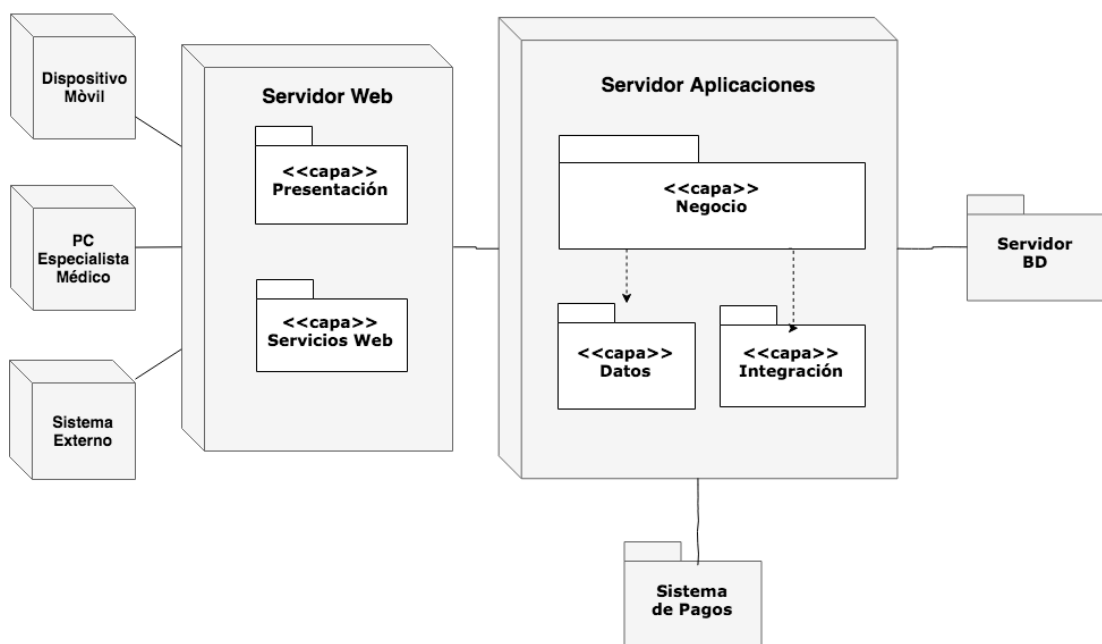 Dispositivo
Mòvil
PC
Especialista
Médico
Sistema
Externo
Servidor Web
<<capa>>
Presentación
<<capa>>
Servicios Web
Servidor Aplicaciones
<<capa>>
Negocio
<<capa>>
Datos
<<capa>>
Integración
Servidor
BD
Sistema
de Pagos